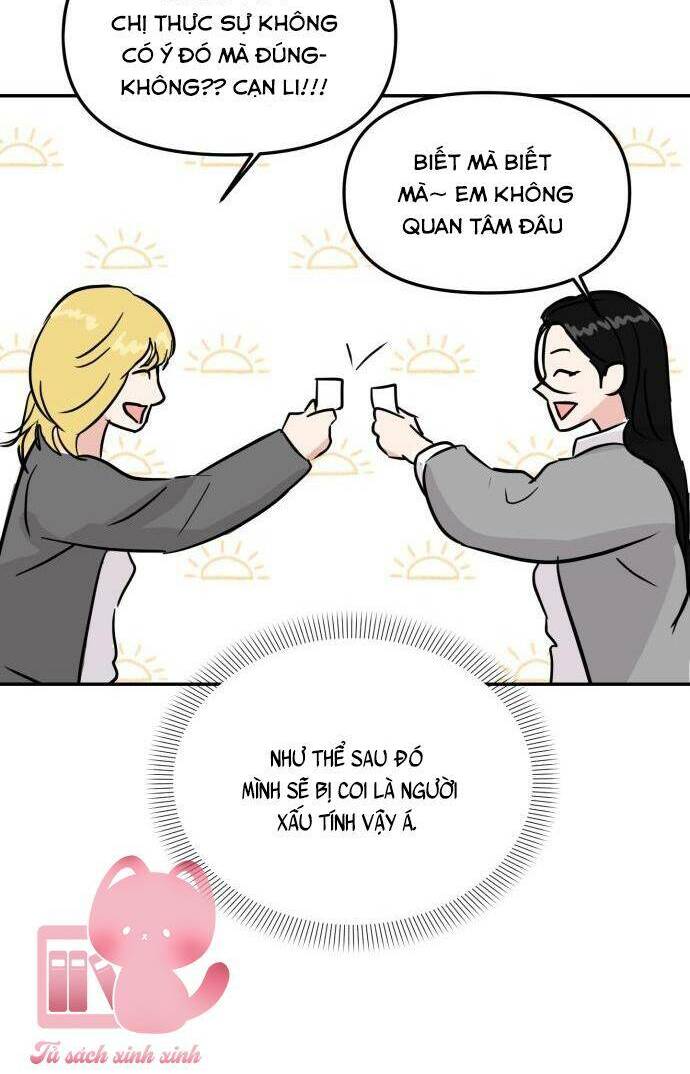 CHỊ THỰC SỰ KHÔNG
CÓ Ý ĐÓ MÀ ĐÚNG-
KHÔNG?? CẠN LI!!!
BIẾT MÀ BIẾT
MÀ~ EM KHÔNG
QUAN TÂM ĐÂU
NHƯ THỂ SAU ĐÓ
MÌNH SẼ BỊ COI LÀ NGƯỜI
XẤU TÍNH VẬY Á.
Tủ sách xinh xinh